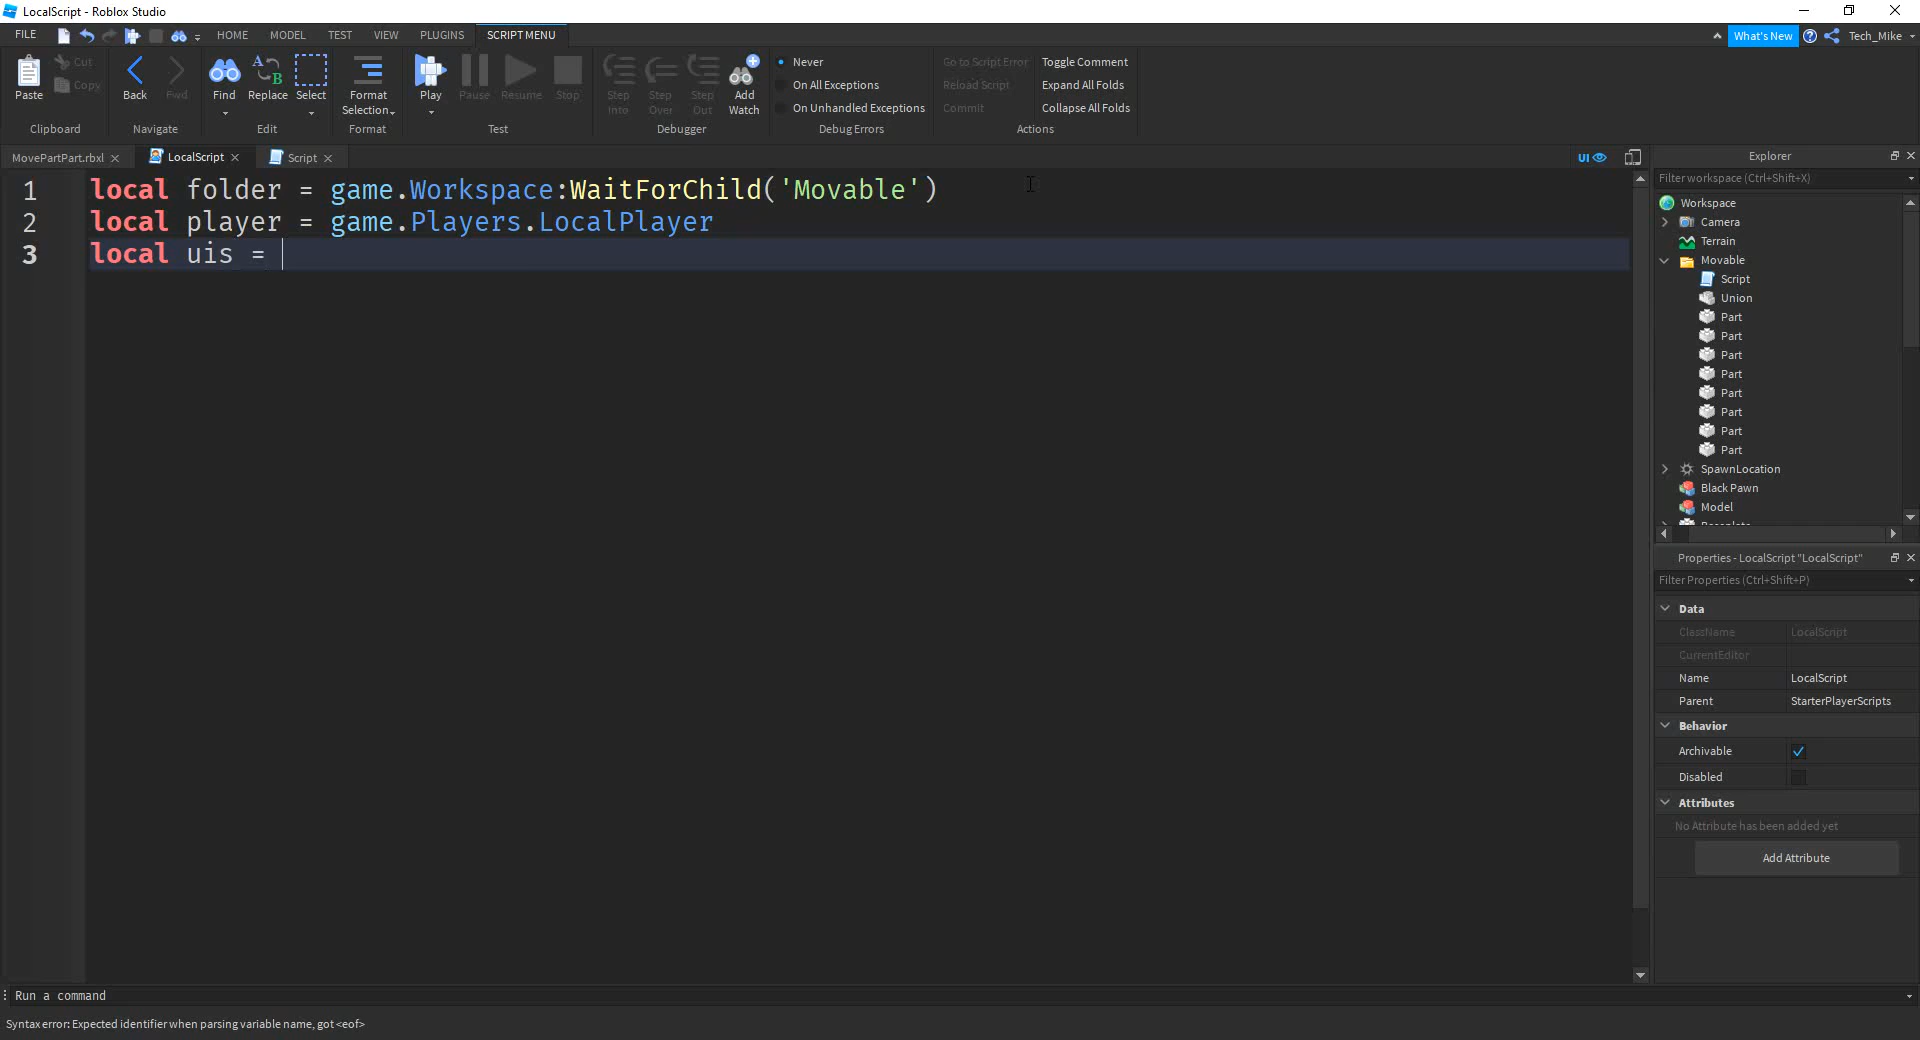 LocalScript - Roblox Studio
FILE HOME MODEL TEST VIEW PLUGINS SCRIPT MENU What's New Tech_Mike
Paste Cut Copy Clipboard
Back Fwd Navigate
Find Replace Select Edit
Format Selection Format
Play Pause Resume Stop Test
Step Into Step Over Step Out Add Watch Debugger
Never
On All Exceptions
On Unhandled Exceptions
Debug Errors
Go to Script Error Toggle Comment
Reload Script Expand All Folds
Commit Collapse All Folds
Actions
MovePartPart.rbxl LocalScript Script UI
1 local folder = game.Workspace:WaitForChild('Movable')
2 local player = game.Players.LocalPlayer
3 local uis =
Explorer
Filter workspace (Ctrl+Shift+X)
Workspace
Camera
Terrain
Movable
Script
Union
Part
Part
Part
Part
Part
Part
Part
Part
SpawnLocation
Black Pawn
Model
Properties - LocalScript "LocalScript"
Filter Properties (Ctrl+Shift+P)
Data
ClassName LocalScript
CurrentEditor
Name LocalScript
Parent StarterPlayerScripts
Behavior
Archivable
Disabled
Attributes
No Attribute has been added yet
Add Attribute
Run a command
Syntax error: Expected identifier when parsing variable name, got <eof>